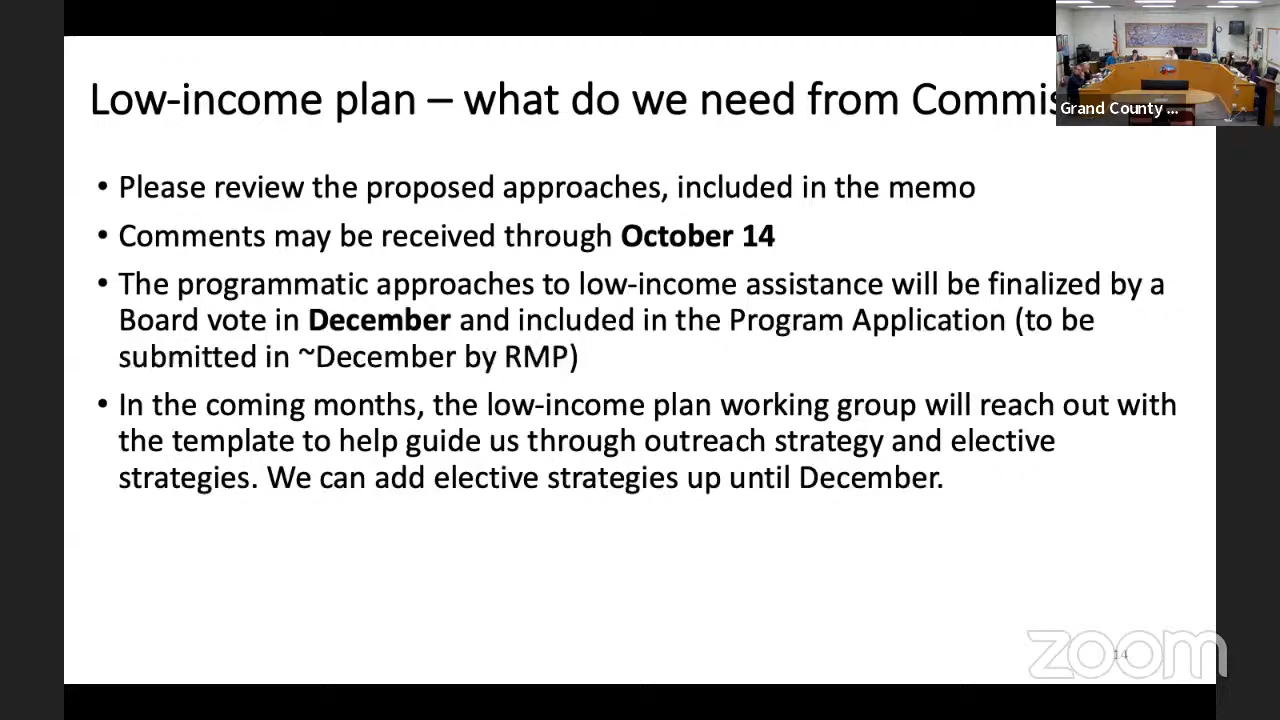 Low-income plan – what do we need from Commis
Grand County ...
• Please review the proposed approaches, included in the memo
• Comments may be received through October 14
• The programmatic approaches to low-income assistance will be finalized by a
Board vote in December and included in the Program Application (to be
submitted in ~December by RMP)
• In the coming months, the low-income plan working group will reach out with
the template to help guide us through outreach strategy and elective
strategies. We can add elective strategies up until December.
14
zoom